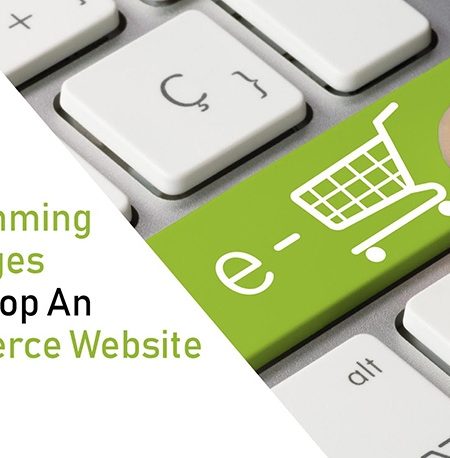 +
Ç }
mming
ges
op An
erce Website
e-
alt